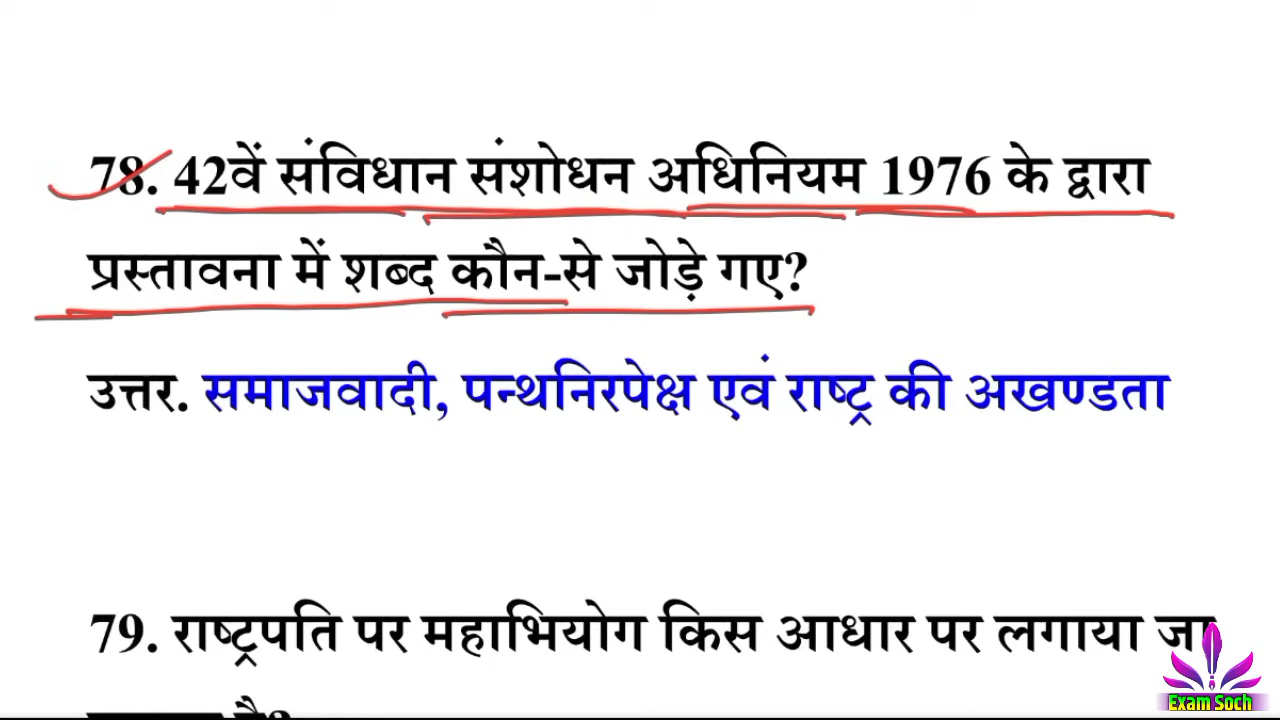 78. 42वें संविधान संशोधन अधिनियम 1976 के द्वारा
प्रस्तावना में शब्द कौन-से जोड़े गए?
उत्तर. समाजवादी, पन्थनिरपेक्ष एवं राष्ट्र की अखण्डता
79. राष्ट्रपति पर महाभियोग किस आधार पर लगाया जा
है?
Exam Soch